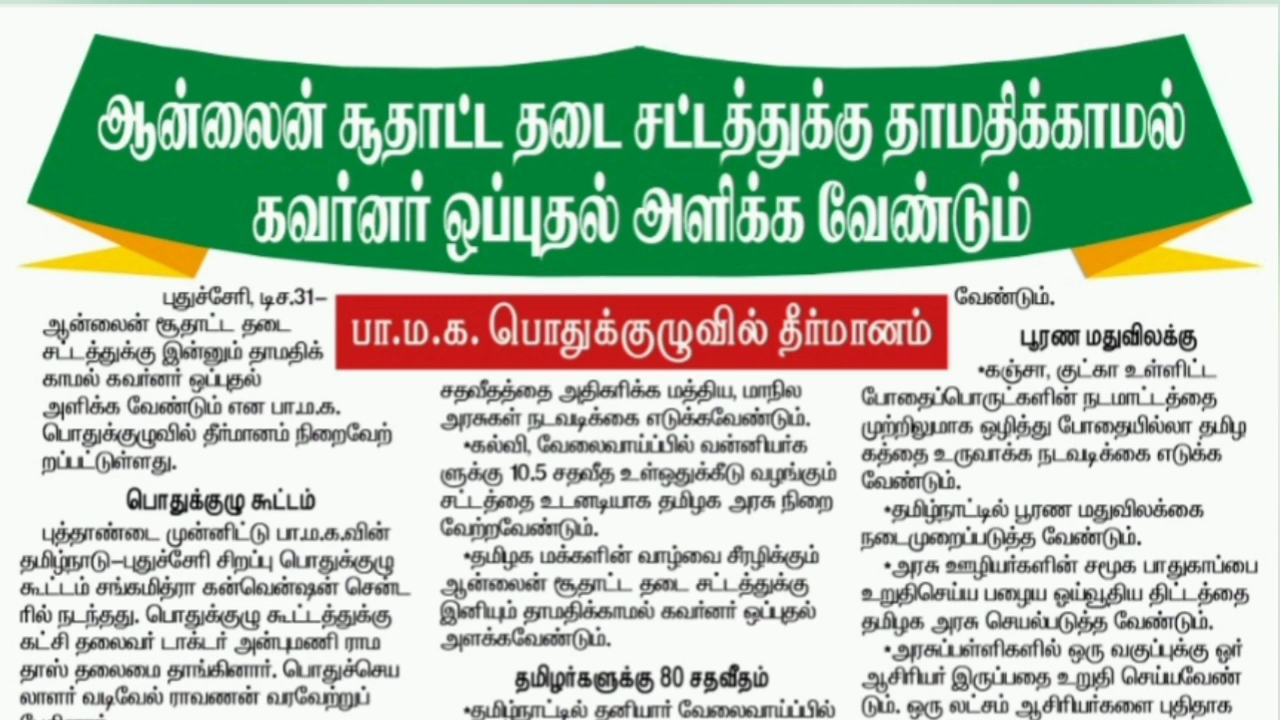 ஆன்லைன் சூதாட்ட தடை சட்டத்துக்கு தாமதிக்காமல்
கவர்னர் ஒப்புதல் அளிக்க வேண்டும்
பா.ம.க. பொதுக்குழுவில் தீர்மானம்
புதுச்சேரி, டிச.31–
ஆன்லைன் சூதாட்ட தடை
சட்டத்துக்கு இன்னும் தாமதிக்
காமல் கவர்னர் ஒப்புதல்
அளிக்க வேண்டும் என பா.ம.க.
பொதுக்குழுவில் தீர்மானம் நிறைவேற்
றப்பட்டுள்ளது.
பொதுக்குழு கூட்டம்
புத்தாண்டை முன்னிட்டு பா.ம.க.வின்
தமிழ்நாடு–புதுச்சேரி சிறப்பு பொதுக்குழு
கூட்டம் சங்கமித்ரா கன்வென்ஷன் சென்ட
ரில் நடந்தது. பொதுக்குழு கூட்டத்துக்கு
கட்சி தலைவர் டாக்டர் அன்புமணி ராம
தாஸ் தலைமை தாங்கினார். பொதுச்செய
லாளர் வடிவேல் ராவணன் வரவேற்றுப்
சதவீதத்தை அதிகரிக்க மத்திய, மாநில
அரசுகள் நடவடிக்கை எடுக்கவேண்டும்.
•கல்வி, வேலைவாய்ப்பில் வன்னியர்க
ளுக்கு 10.5 சதவீத உள்ஒதுக்கீடு வழங்கும்
சட்டத்தை உடனடியாக தமிழக அரசு நிறை
வேற்றவேண்டும்.
•தமிழக மக்களின் வாழ்வை சீரழிக்கும்
ஆன்லைன் சூதாட்ட தடை சட்டத்துக்கு
இனியும் தாமதிக்காமல் கவர்னர் ஒப்புதல்
அளக்கவேண்டும்.
தமிழர்களுக்கு 80 சதவீதம்
•தமிழ்நாட்டில் தனியார் வேலைவாய்ப்பில்
வேண்டும்.
பூரண மதுவிலக்கு
•கஞ்சா, குட்கா உள்ளிட்ட
போதைப்பொருட்களின் நடமாட்டத்தை
முற்றிலுமாக ஒழித்து போதையில்லா தமிழ
கத்தை உருவாக்க நடவடிக்கை எடுக்க
வேண்டும்.
•தமிழ்நாட்டில் பூரண மதுவிலக்கை
நடைமுறைப்படுத்த வேண்டும்.
•அரசு ஊழியர்களின் சமூக பாதுகாப்பை
உறுதிசெய்ய பழைய ஓய்வூதிய திட்டத்தை
தமிழக அரசு செயல்படுத்த வேண்டும்.
•அரசுப்பள்ளிகளில் ஒரு வகுப்புக்கு ஓர்
ஆசிரியர் இருப்பதை உறுதி செய்யவேண்
டும். ஒரு லட்சம் ஆசிரியர்களை புதிதாக